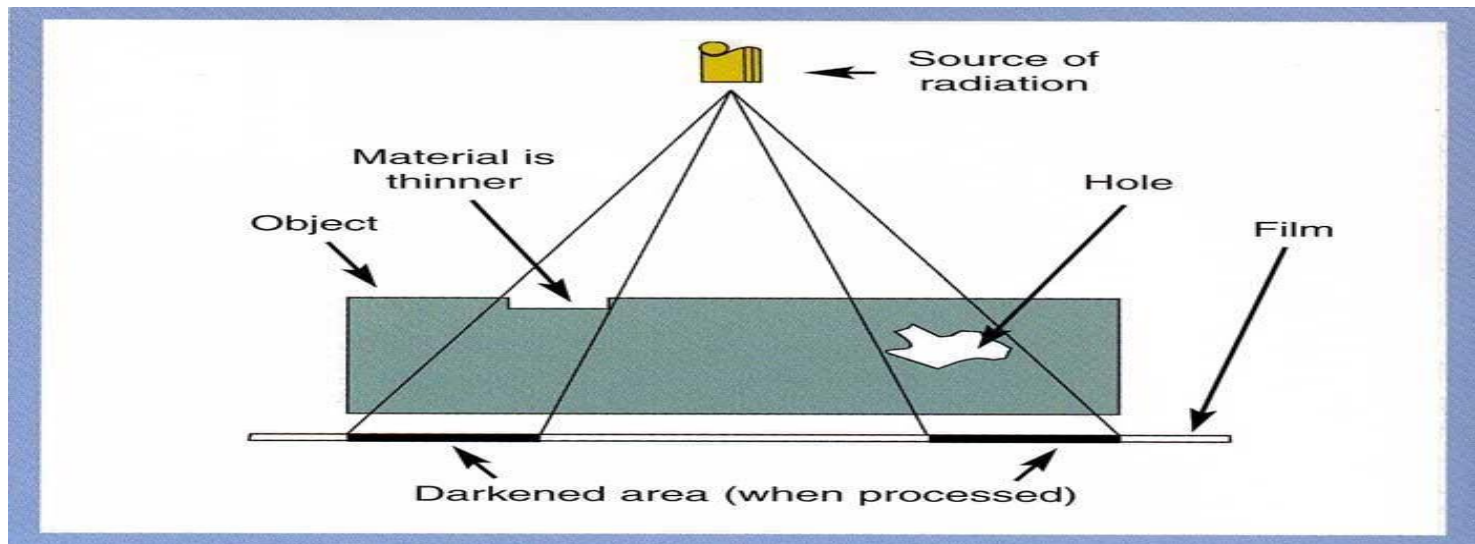 Source of
radiation
Material is
thinner
Hole
Object
Film
Darkened area (when processed)